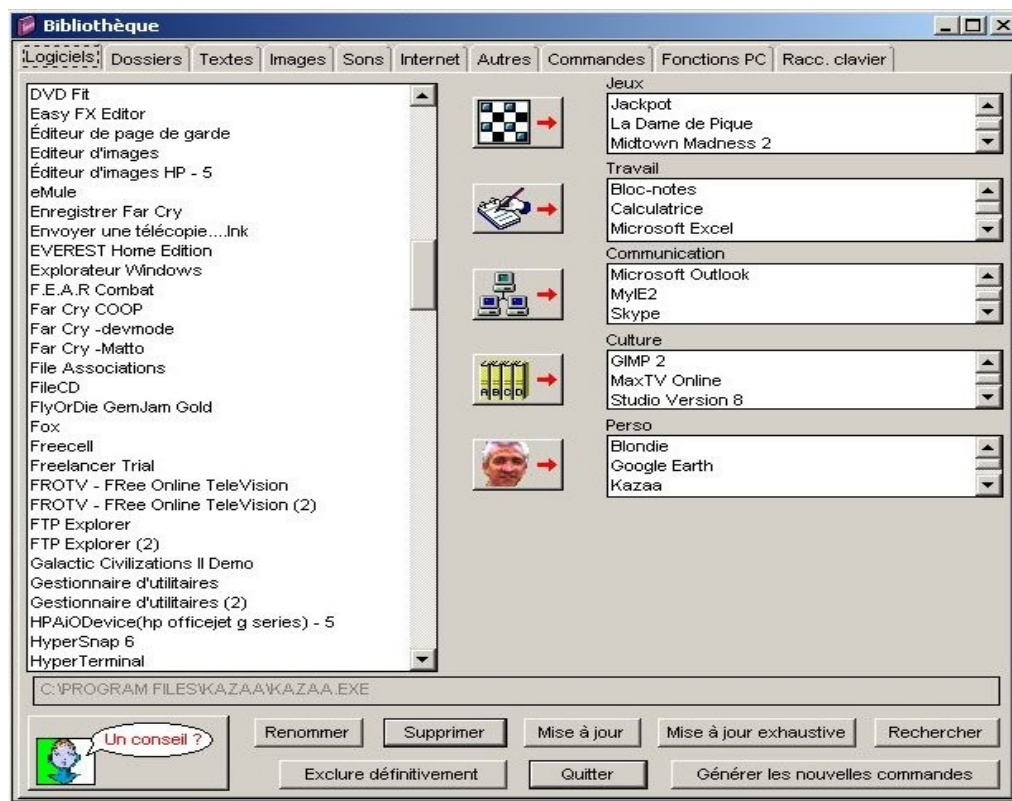 Bibliothèque
Logiciels Dossiers Textes Images Sons Internet Autres Commandes Fonctions PC Racc. clavier
DVD Fit
Easy FX Editor
Éditeur de page de garde
Editeur d'images
Éditeur d'images HP - 5
eMule
Enregistrer Far Cry
Envoyer une télécopie....lnk
EVEREST Home Edition
Explorateur Windows
F.E.A.R Combat
Far Cry COOP
Far Cry -devmode
Far Cry -Matto
File Associations
FileCD
FlyOrDie GemJam Gold
Fox
Freecell
Freelancer Trial
FROTV - FRee Online TeleVision
FROTV - FRee Online TeleVision (2)
FTP Explorer
FTP Explorer (2)
Galactic Civilizations II Demo
Gestionnaire d'utilitaires
Gestionnaire d'utilitaires (2)
HPAiODevice(hp officejet g series) - 5
HyperSnap 6
HyperTerminal
Jeux
Jackpot
La Dame de Pique
Midtown Madness 2
Travail
Bloc-notes
Calculatrice
Microsoft Excel
Communication
Microsoft Outlook
MyIE2
Skype
Culture
A B C D
GIMP 2
MaxTV Online
Studio Version 8
Perso
Blondie
Google Earth
Kazaa
C:\PROGRAM FILES\KAZAA\KAZAA.EXE
Un conseil ?
Renommer Supprimer Mise à jour Mise à jour exhaustive Rechercher
Exclure définitivement Quitter Générer les nouvelles commandes